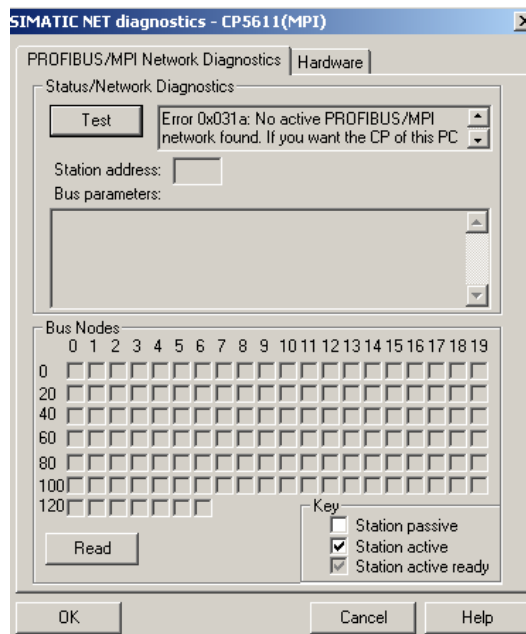 SIMATIC NET diagnostics - CP5611(MPI)
PROFIBUS/MPI Network Diagnostics Hardware
Status/Network Diagnostics
Test
Error 0x031a: No active PROFIBUS/MPI
network found. If you want the CP of this PC
Station address:
Bus parameters:
Bus Nodes
0 1 2 3 4 5 6 7 8 9 10 11 12 13 14 15 16 17 18 19
0
20
40
60
80
100
120
Key
Station passive
Station active
Station active ready
Read
OK Cancel Help